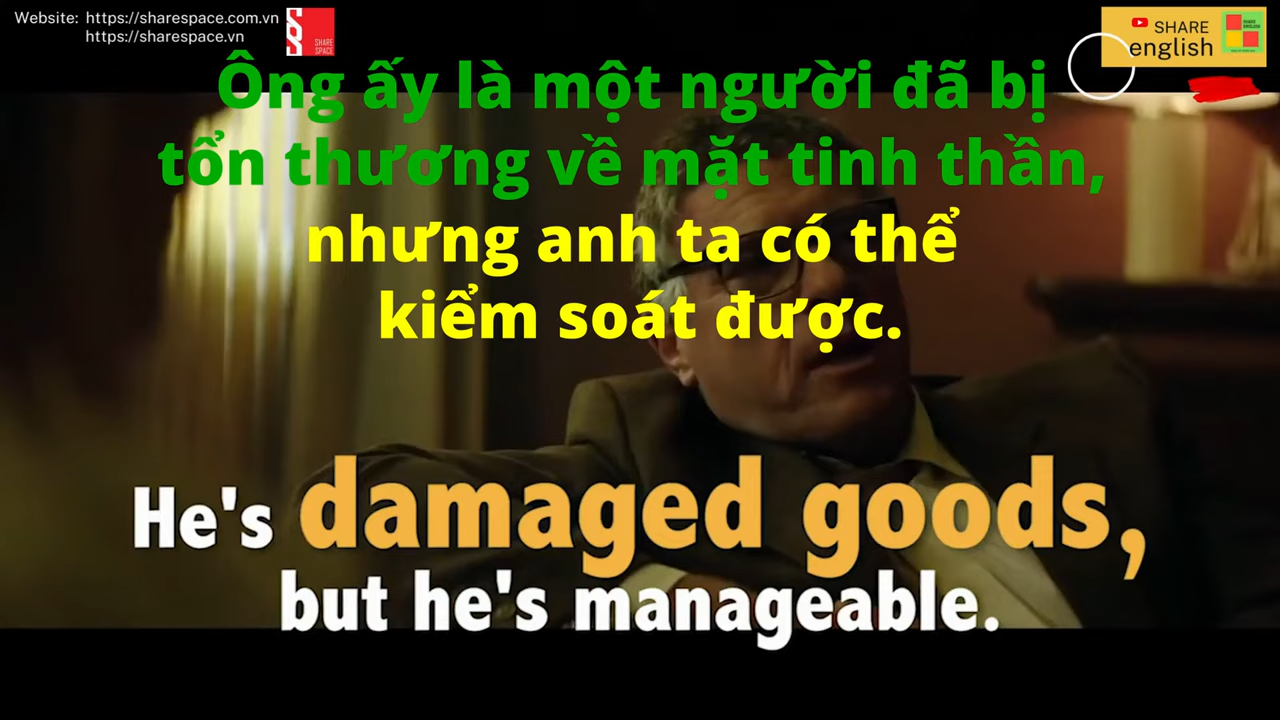 Website: https://sharespace.com.vn
https://sharespace.vn
SHARE
SPACE
SHARE
english
Ông ấy là một người đã bị
tổn thương về mặt tinh thần,
nhưng anh ta có thể
kiểm soát được.
He's damaged goods,
but he's manageable.